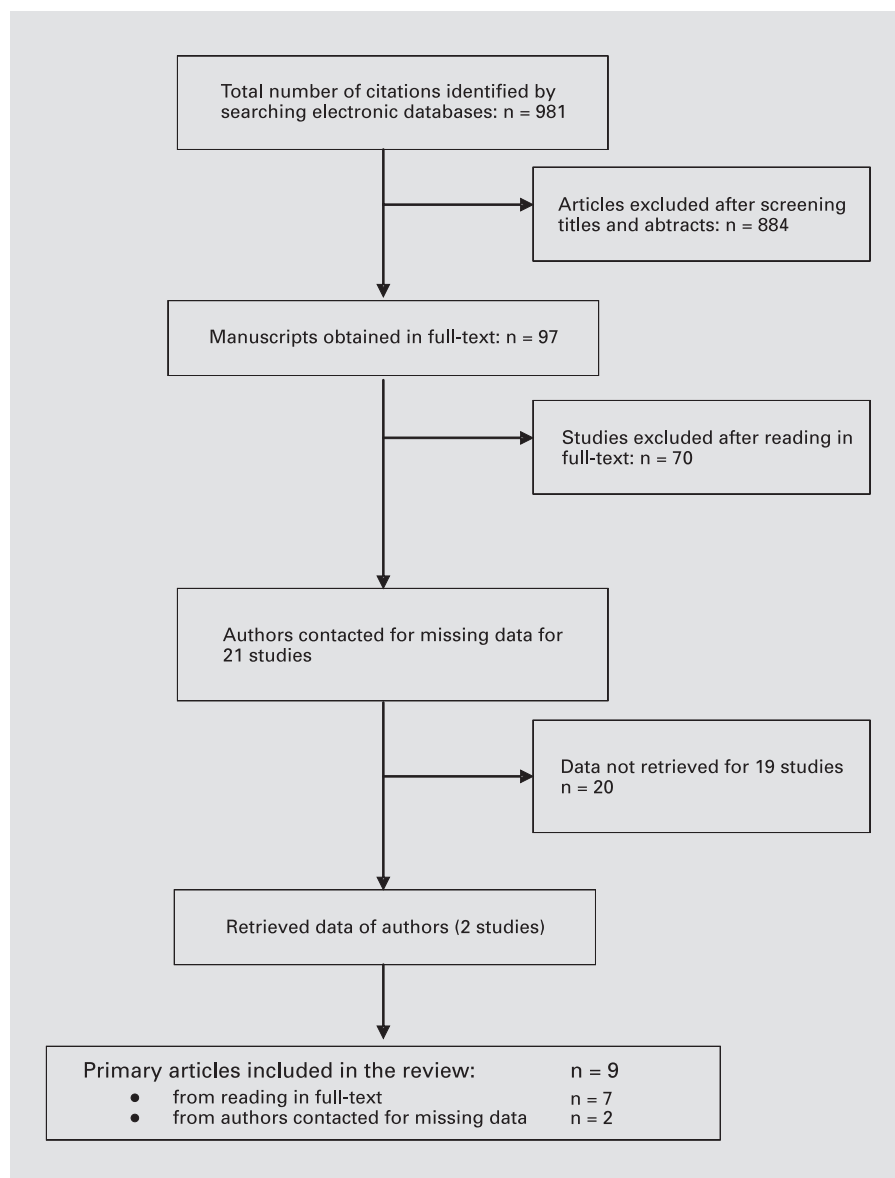 Total number of citations identified by
searching electronic databases: n = 981
Articles excluded after screening
titles and abtracts: n = 884
Manuscripts obtained in full-text: n = 97
Studies excluded after reading in
full-text: n = 70
Authors contacted for missing data for
21 studies
Data not retrieved for 19 studies
n = 20
Retrieved data of authors (2 studies)
Primary articles included in the review: n = 9
● from reading in full-text n = 7
● from authors contacted for missing data n = 2